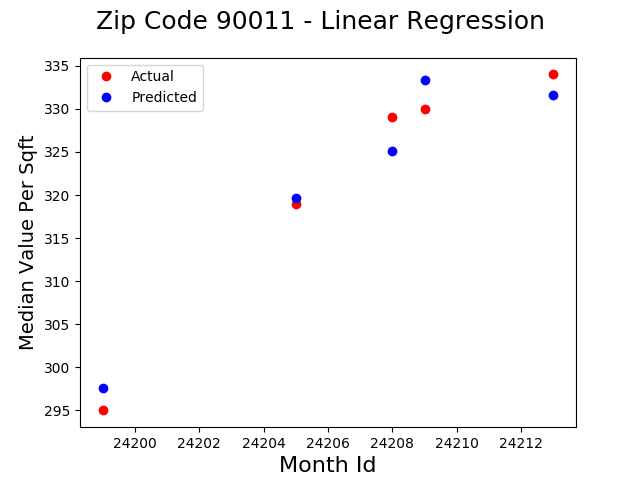 Zip Code 90011 - Linear Regression
Actual
Predicted
Median Value Per Sqft
335
330
325
320
315
310
305
300
295
24200 24202 24204 24206 24208 24210 24212
Month Id